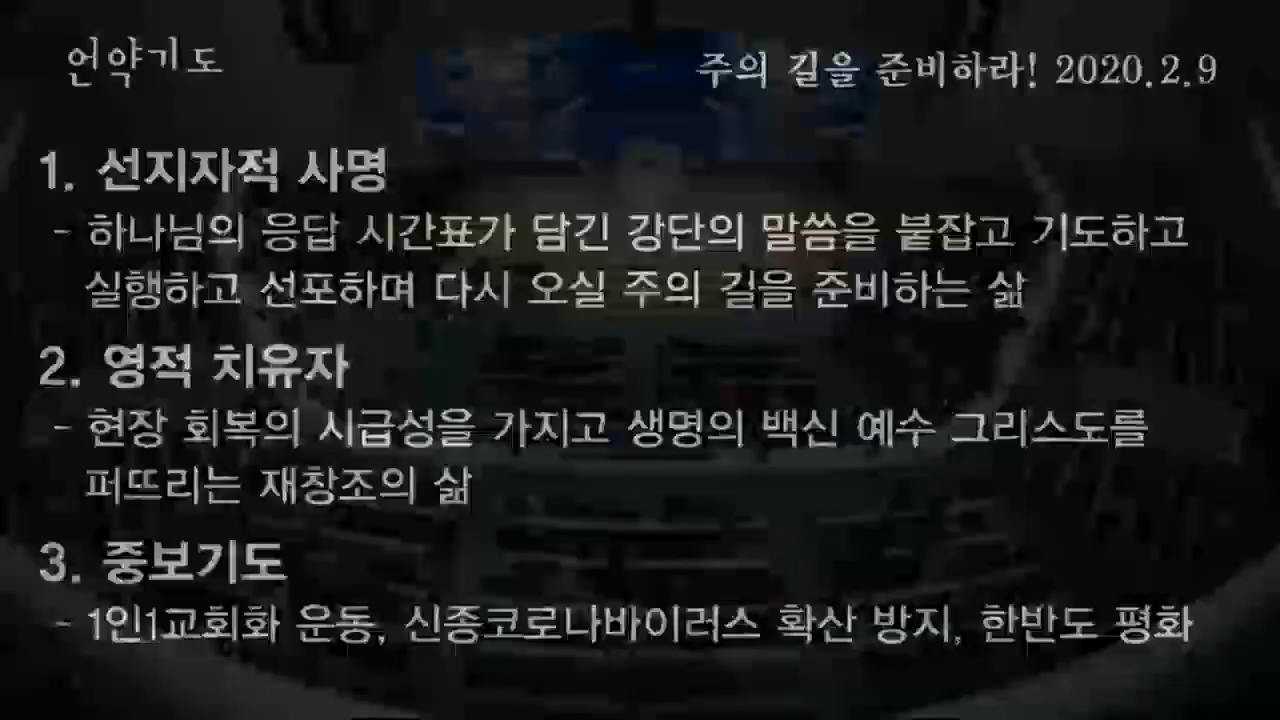 언약기도
주의 길을 준비하라! 2020.2.9
1. 선지자적 사명
- 하나님의 응답 시간표가 담긴 강단의 말씀을 붙잡고 기도하고
실행하고 선포하며 다시 오실 주의 길을 준비하는 삶
2. 영적 치유자
- 현장 회복의 시급성을 가지고 생명의 백신 예수 그리스도를
퍼뜨리는 재창조의 삶
3. 중보기도
- 1인1교회화 운동, 신종코로나바이러스 확산 방지, 한반도 평화